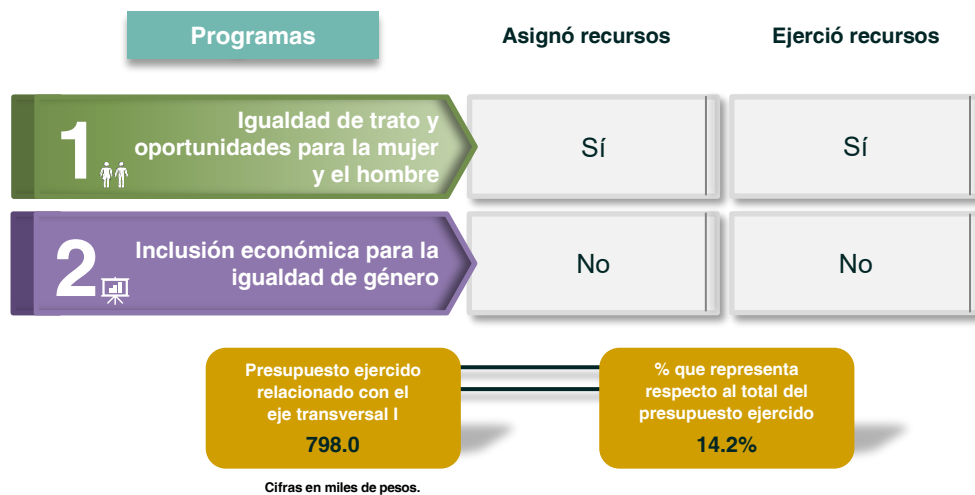 Programas
Asignó recursos
Ejerció recursos
1
Igualdad de trato y
oportunidades para la mujer
y el hombre
Sí
Sí
2
Inclusión económica para la
igualdad de género
No
No
Presupuesto ejercido
relacionado con el
eje transversal I
798.0
% que representa
respecto al total del
presupuesto ejercido
14.2%
Cifras en miles de pesos.